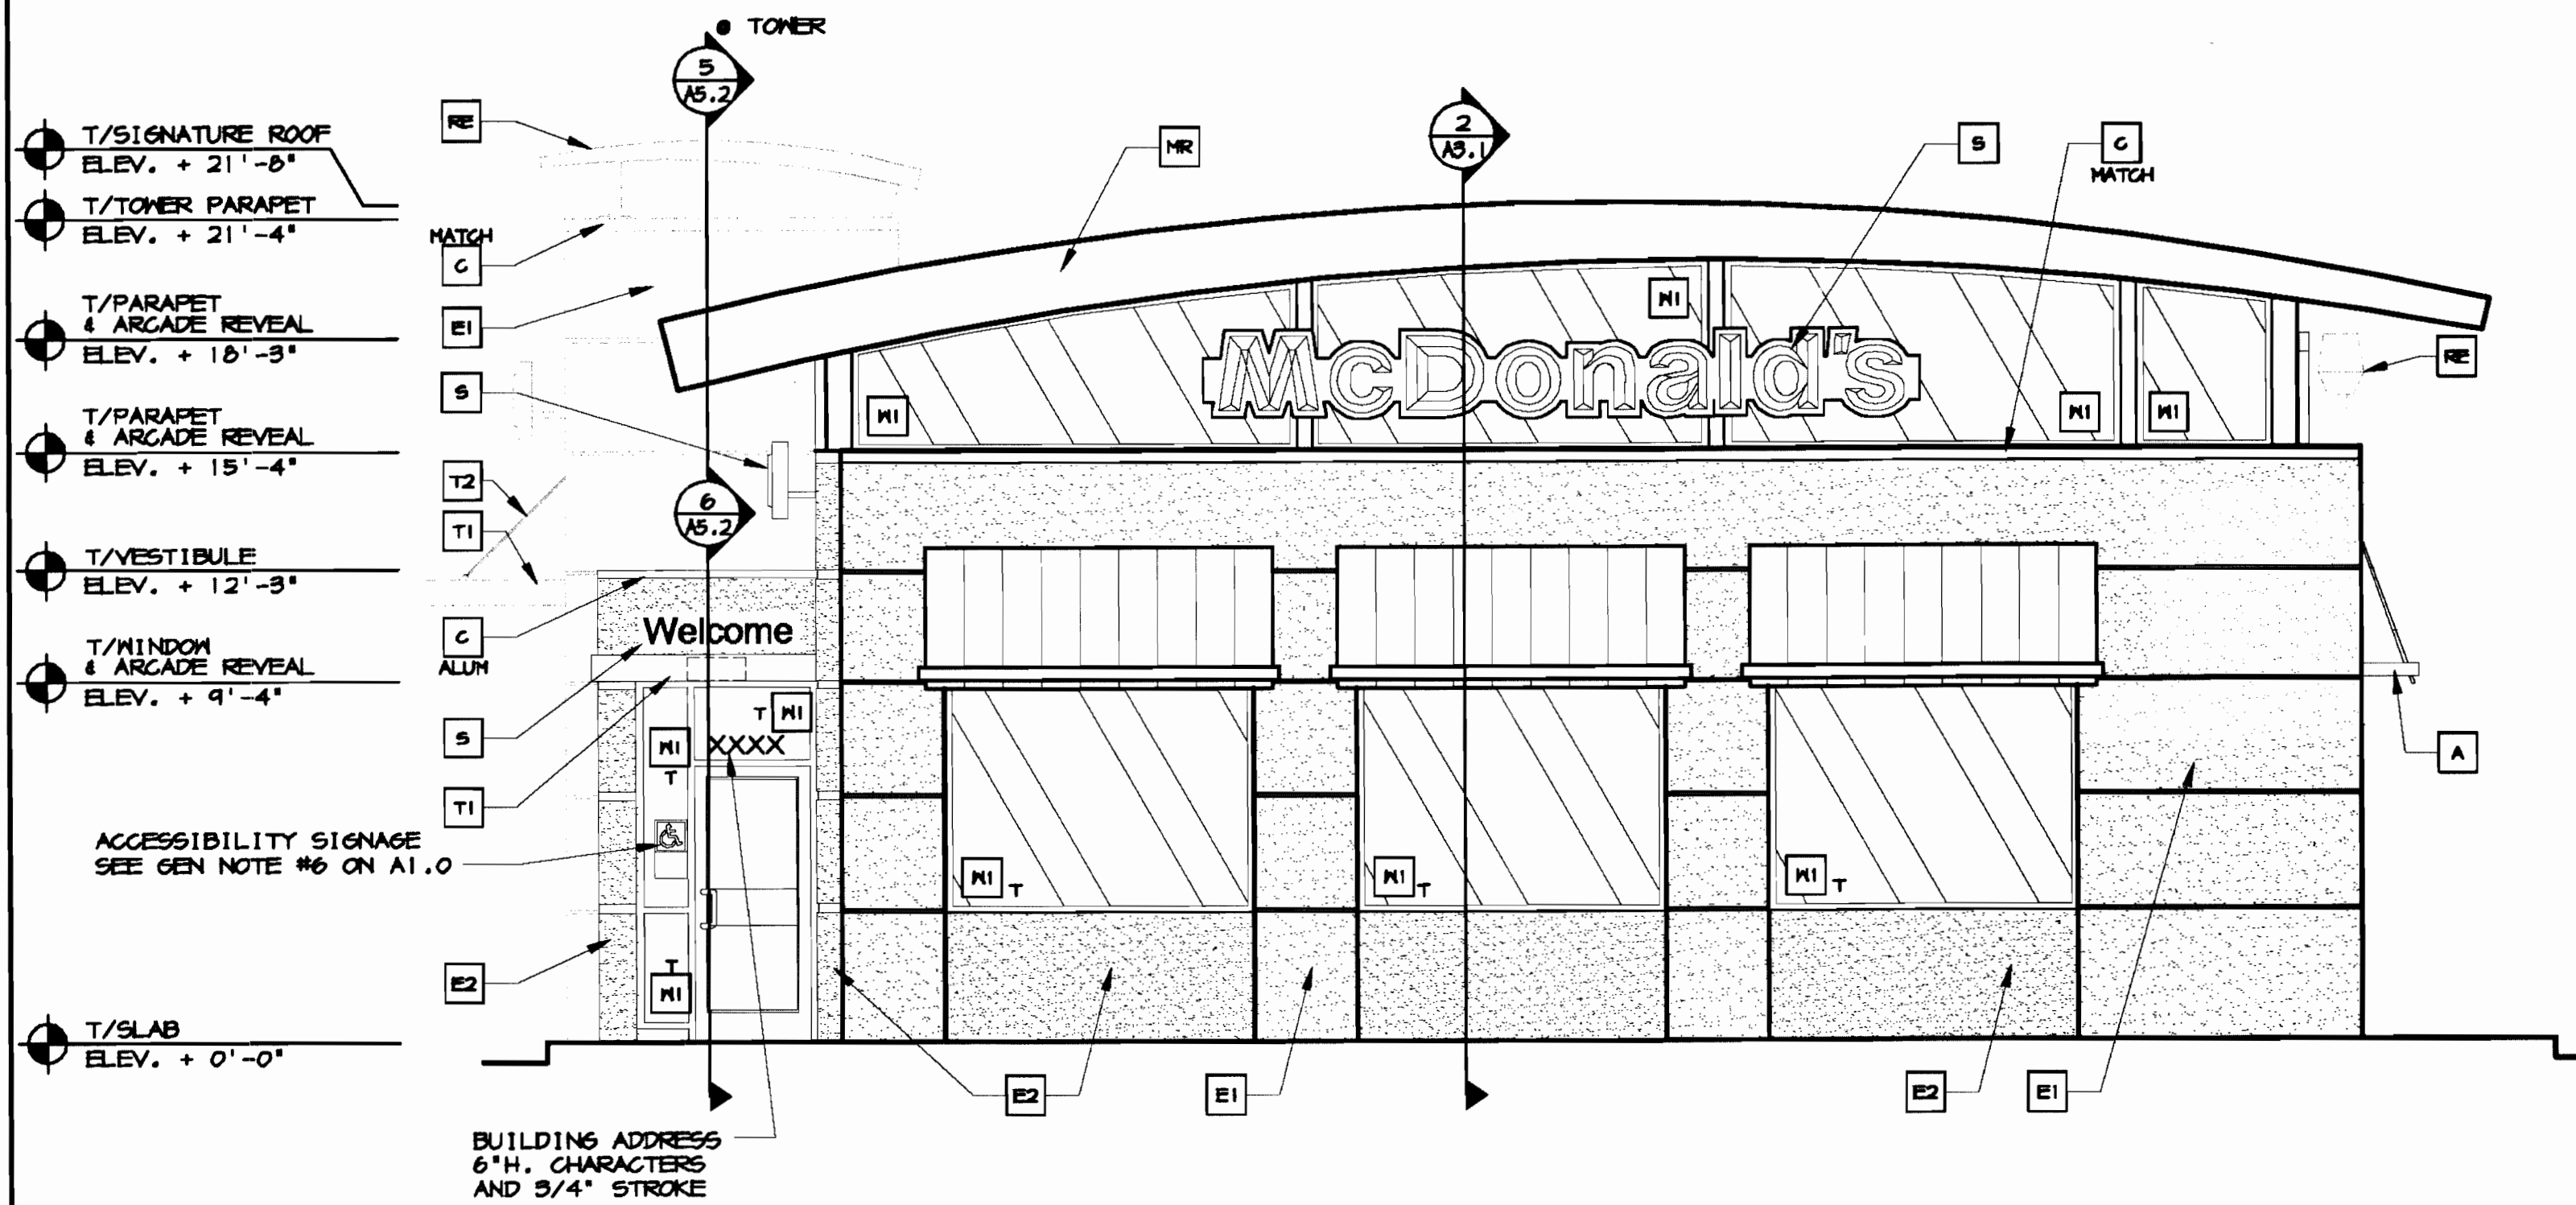 @ TOWER
5
A5.2
2
A3.1
RE
MR
S
C
MATCH
T/SIGNATURE ROOF
ELEV. + 21'-8"
T/TOWER PARAPET
ELEV. + 21'-4"
MATCH
C
T/PARAPET
& ARCADE REVEAL
ELEV. + 18'-3"
E1
W1
McDonald's
RE
S
W1
W1
W1
T/PARAPET
& ARCADE REVEAL
ELEV. + 15'-4"
T2
6
A5.2
T1
T/VESTIBULE
ELEV. + 12'-3"
C
ALUM
Welcome
T/WINDOW
& ARCADE REVEAL
ELEV. + 9'-4"
S
T W1
W1
T
XXXX
A
T1
ACCESSIBILITY SIGNAGE
SEE GEN NOTE #6 ON A1.0
W1 T
W1 T
W1 T
E2
T
W1
T/SLAB
ELEV. + 0'-0"
E2
E1
E2
E1
BUILDING ADDRESS
6"H. CHARACTERS
AND 3/4" STROKE